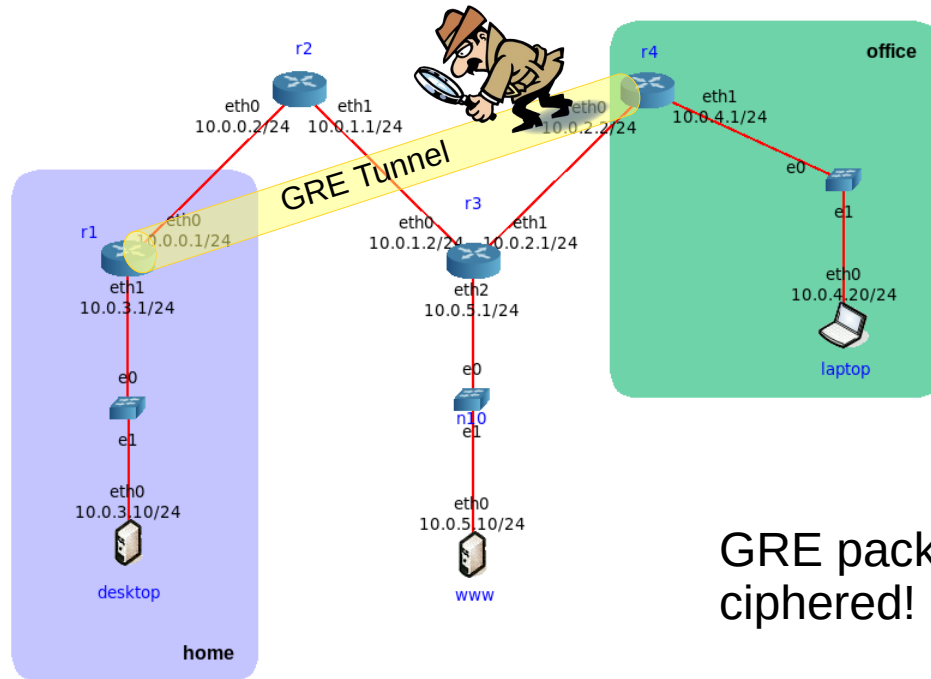 r2
r4
office
eth0
10.0.0.2/24
eth1
10.0.1.1/24
eth0
10.0.2.2/24
eth1
10.0.4.1/24
GRE Tunnel
r1
eth0
10.0.0.1/24
eth1
10.0.3.1/24
r3
eth0
10.0.1.2/24
eth1
10.0.2.1/24
eth2
10.0.5.1/24
e0
e1
eth0
10.0.4.20/24
laptop
e0
e1
eth0
10.0.3.10/24
desktop
home
e0
n10
e1
eth0
10.0.5.10/24
www
GRE pack
ciphered!